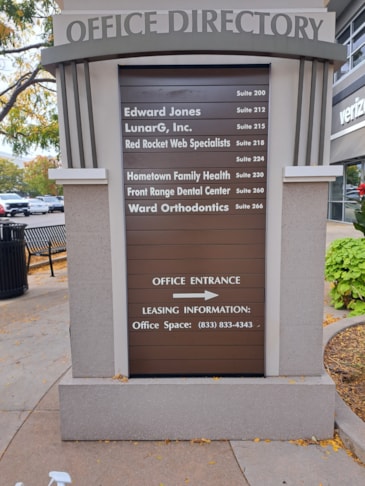 OFFICE DIRECTORY
Suite 200
Edward Jones Suite 212
LunarG, Inc. Suite 215
Red Rocket Web Specialists Suite 218
Suite 224
Hometown Family Health Suite 230
Front Range Dental Center Suite 260
Ward Orthodontics Suite 266
OFFICE ENTRANCE
LEASING INFORMATION:
Office Space: (833) 833-4343
veriz